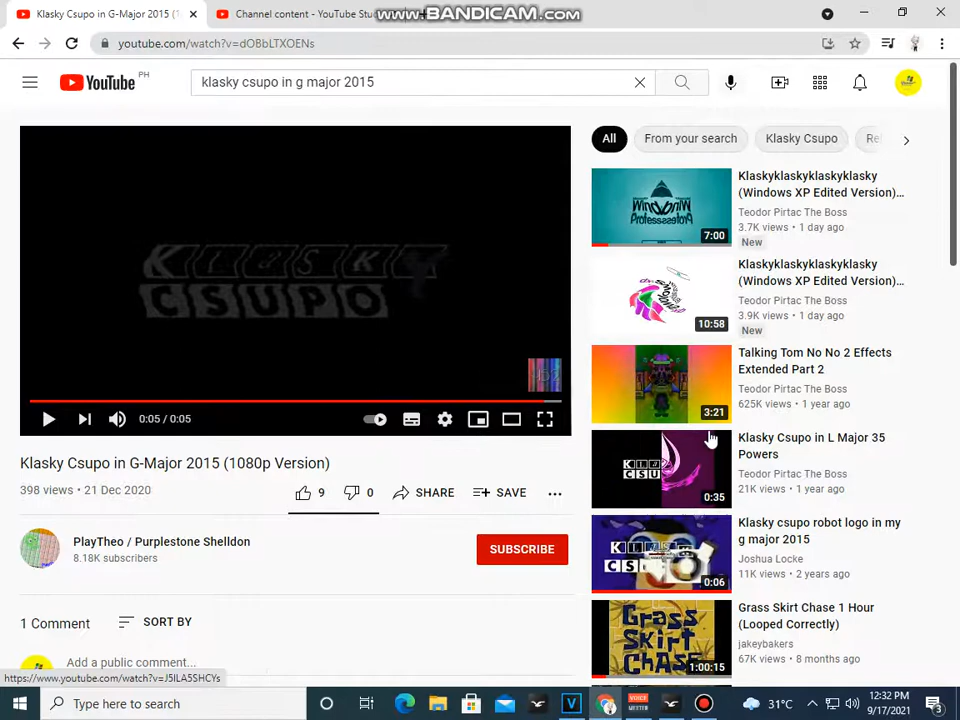 Klasky Csupo in G-Major 2015 (1
Channel content - YouTube Stu
www.BANDICAM.com
youtube.com/watch?v=dOBbLTXOENs
YouTube PH
klasky csupo in g major 2015
KLASKY
CSUPO
0:05 / 0:05
Klasky Csupo in G-Major 2015 (1080p Version)
398 views • 21 Dec 2020
9
0
SHARE
SAVE
PlayTheo / Purplestone Shelldon
8.18K subscribers
SUBSCRIBE
1 Comment
SORT BY
Add a public comment...
https://www.youtube.com/watch?v=J5ILA5SHCYs
All
From your search
Klasky Csupo
Re
7:00
Klaskyklaskyklaskyklasky
(Windows XP Edited Version)...
Teodor Pirtac The Boss
3.7K views • 1 day ago
New
10:58
Klaskyklaskyklaskyklasky
(Windows XP Edited Version)...
Teodor Pirtac The Boss
3.9K views • 1 day ago
New
3:21
Talking Tom No No 2 Effects
Extended Part 2
Teodor Pirtac The Boss
625K views • 1 year ago
KLA
CSU
0:35
Klasky Csupo in L Major 35
Powers
Teodor Pirtac The Boss
21K views • 1 year ago
0:06
Klasky csupo robot logo in my
g major 2015
Joshua Locke
11K views • 2 years ago
GRASS
SKIRT
CHASE
1:00:15
Grass Skirt Chase 1 Hour
(Looped Correctly)
jakeybakers
67K views • 8 months ago
Type here to search
VOICE
MEETER
31°C
12:32 PM
9/17/2021
3